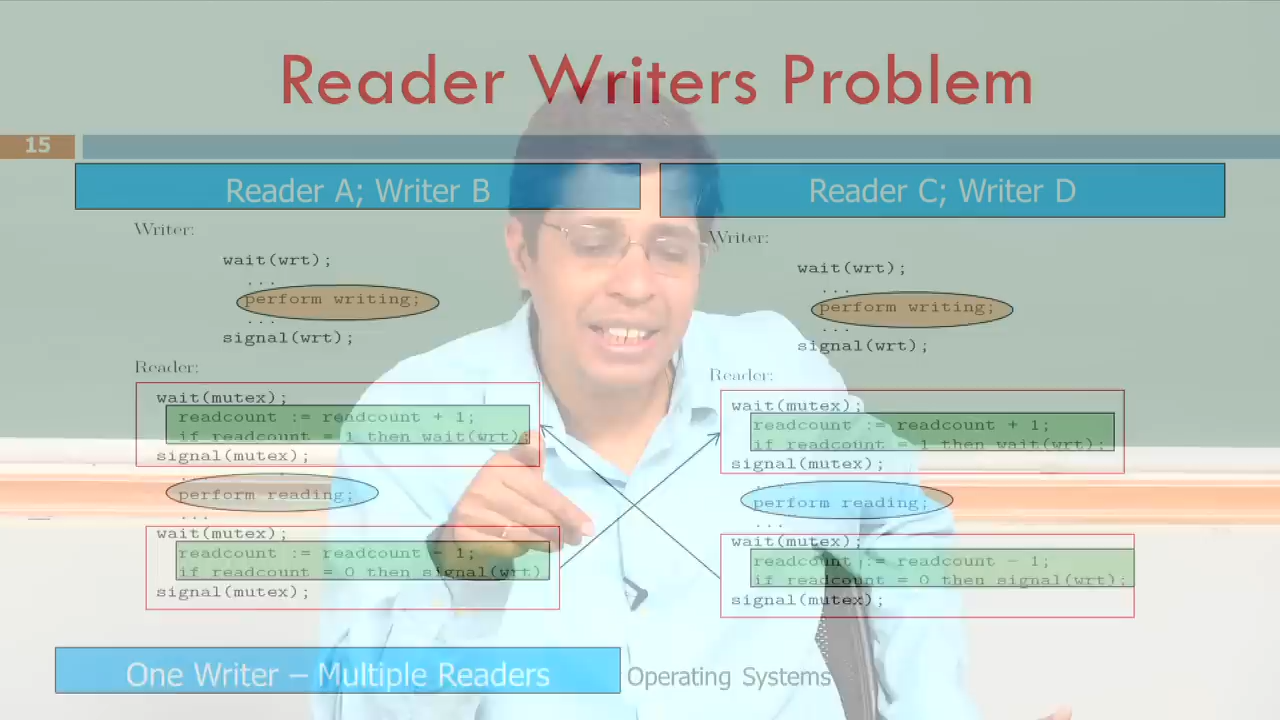 Reader Writers Problem
15
Reader A; Writer B
Writer:
wait(wrt);
...
perform writing;
...
signal(wrt);
Reader:
wait(mutex);
readcount := readcount + 1;
if readcount = 1 then wait(wrt);
signal(mutex);
...
perform reading;
...
wait(mutex);
readcount := readcount - 1;
if readcount = 0 then signal(wrt)
signal(mutex);
Reader C; Writer D
Writer:
wait(wrt);
...
perform writing;
...
signal(wrt);
Reader:
wait(mutex);
readcount := readcount + 1;
if readcount = 1 then wait(wrt);
signal(mutex);
...
perform reading;
...
wait(mutex);
readcount := readcount - 1;
if readcount = 0 then signal(wrt);
signal(mutex);
One Writer – Multiple Readers
Operating Systems